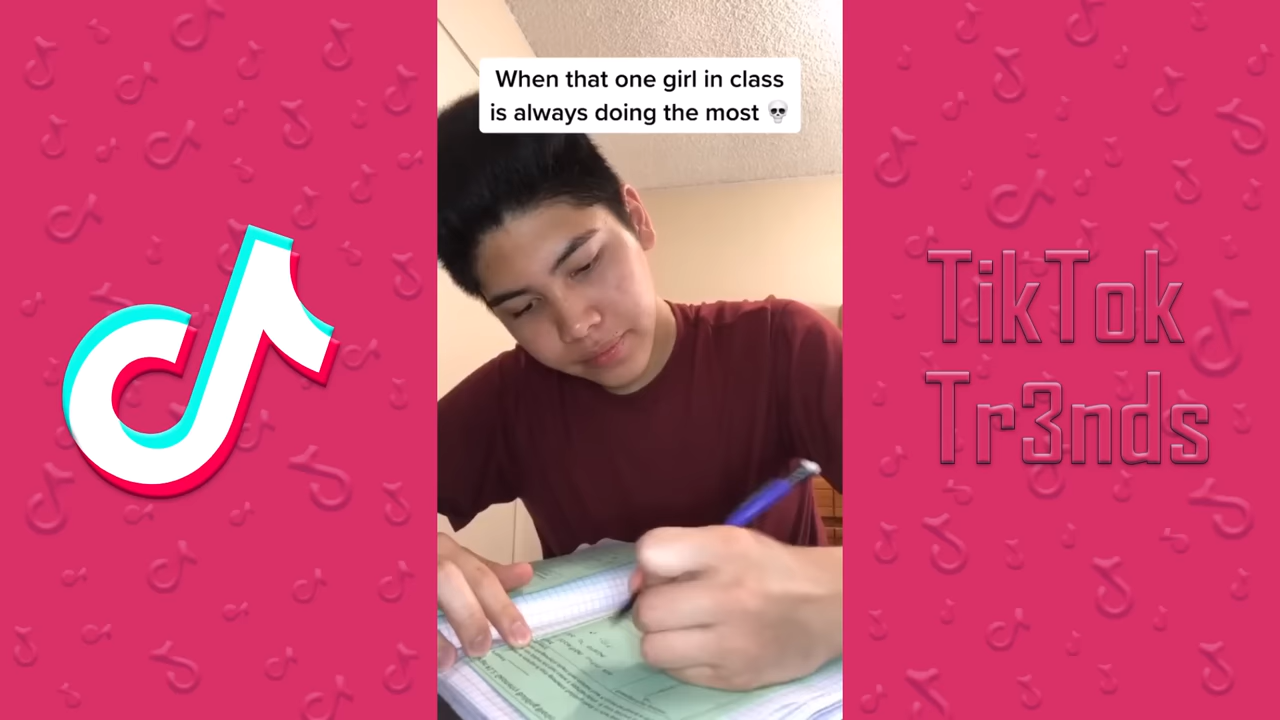 When that one girl in class
is always doing the most 💀
TikTok
Tr3nds